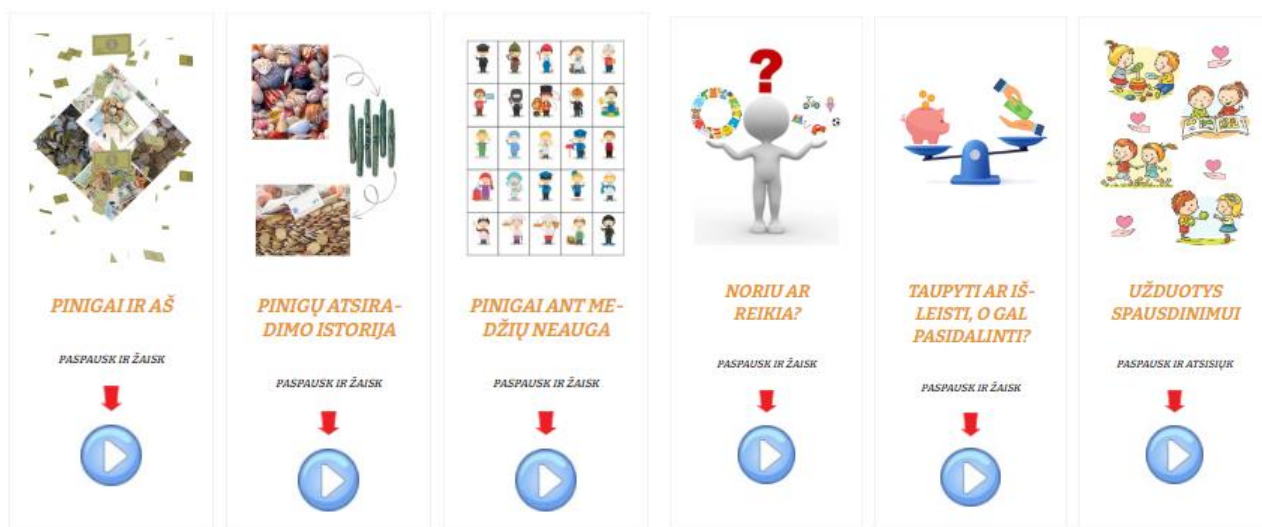 PINIGAI IR AŠ
PASPAUSK IR ŽAISK
PINIGŲ ATSIRA-
DIMO ISTORIJA
PASPAUSK IR ŽAISK
PINIGAI ANT ME-
DŽIŲ NEAUGA
PASPAUSK IR ŽAISK
NORIU AR
REIKIA?
PASPAUSK IR ŽAISK
TAUPYTI AR IŠ-
LEISTI, O GAL
PASIDALINTI?
PASPAUSK IR ŽAISK
UŽDUOTYS
SPAUSDINIMUI
PASPAUSK IR ATSISIŲK